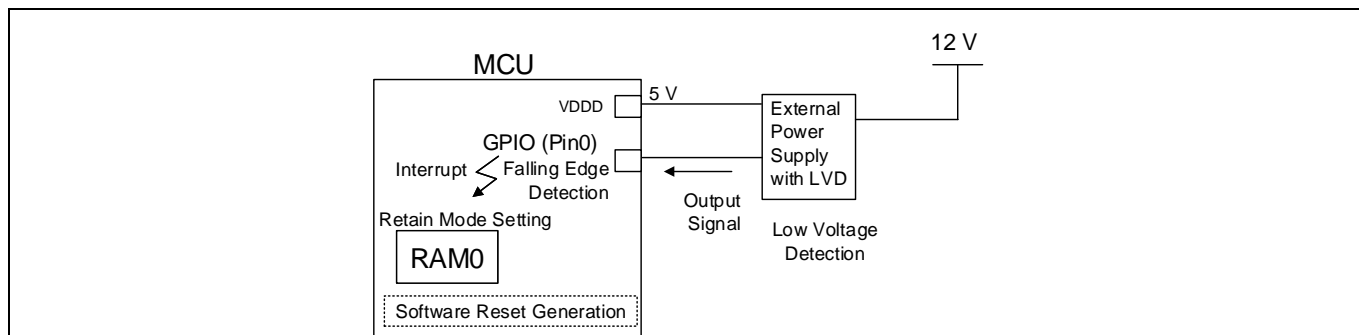 12 V
MCU
VDDD
5 V
External
Power
Supply
with LVD
GPIO (Pin0)
Interrupt
Falling Edge
Detection
Output
Signal
Low Voltage
Detection
Retain Mode Setting
RAM0
Software Reset Generation